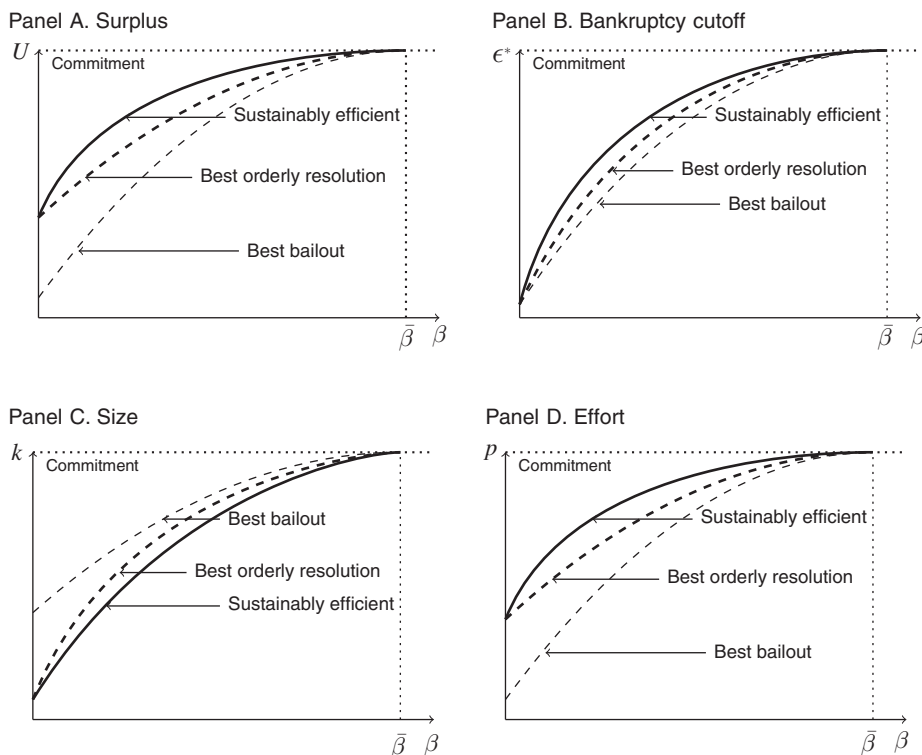 Panel A. Surplus
U
Commitment
Sustainably efficient
Best orderly resolution
Best bailout
β̄ β
Panel B. Bankruptcy cutoff
ϵ*
Commitment
Sustainably efficient
Best orderly resolution
Best bailout
β̄ β
Panel C. Size
k
Commitment
Best bailout
Best orderly resolution
Sustainably efficient
β̄ β
Panel D. Effort
p
Commitment
Sustainably efficient
Best orderly resolution
Best bailout
β̄ β